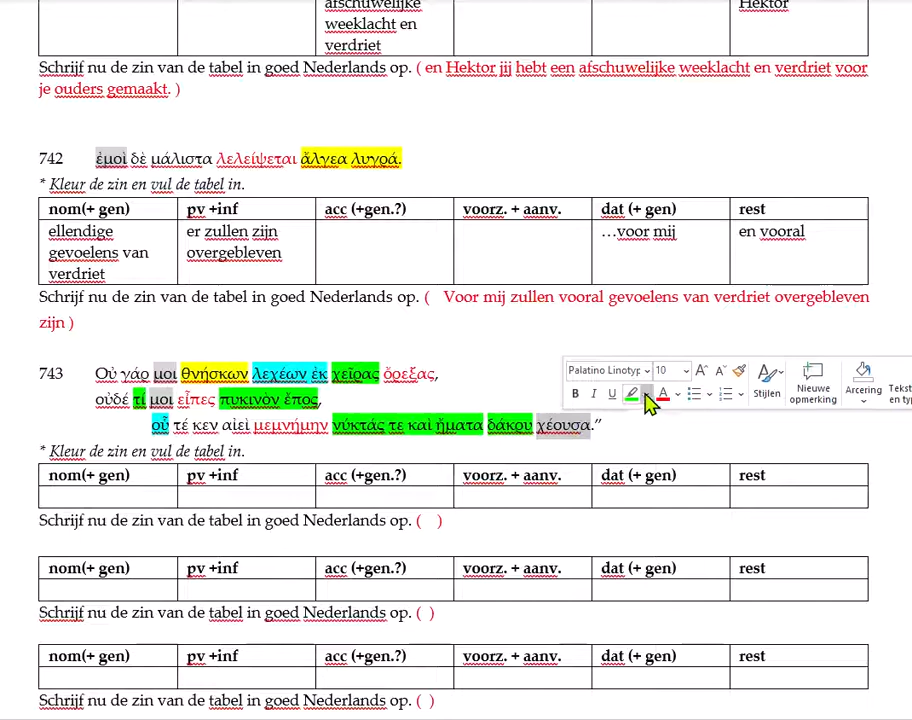 afschuwelijke
weeklacht en
verdriet
Hektor
Schrijf nu de zin van de tabel in goed Nederlands op. ( en Hektor jij hebt een afschuwelijke weeklacht en verdriet voor
je ouders gemaakt. )
742 ἐμοὶ δὲ μάλιστα λελείψεται ἄλγεα λυγρά.
* Kleur de zin en vul de tabel in.
nom(+ gen) pv +inf acc (+gen.?) voorz. + aanv. dat (+ gen) rest
ellendige er zullen zijn …voor mij en vooral
gevoelens van overgebleven
verdriet
Schrijf nu de zin van de tabel in goed Nederlands op. ( Voor mij zullen vooral gevoelens van verdriet overgebleven
zijn )
743 Οὐ γάρ μοι θνῄσκων λεχέων ἐκ χεῖρας ὄρεξας,
οὐδέ τί μοι εἶπες πυκινὸν ἔπος,
οὗ τέ κεν αἰεὶ μεμνῄμην νύκτάς τε καὶ ἤματα δάκρυ χέουσα.”
* Kleur de zin en vul de tabel in.
nom(+ gen) pv +inf acc (+gen.?) voorz. + aanv. dat (+ gen) rest
Schrijf nu de zin van de tabel in goed Nederlands op. ( )
nom(+ gen) pv +inf acc (+gen.?) voorz. + aanv. dat (+ gen) rest
Schrijf nu de zin van de tabel in goed Nederlands op. ( )
nom(+ gen) pv +inf acc (+gen.?) voorz. + aanv. dat (+ gen) rest
Schrijf nu de zin van de tabel in goed Nederlands op. ( )
Palatino Linotyp 10 A A
B I U A Stijlen Nieuwe opmerking Arcering Tekst en typ